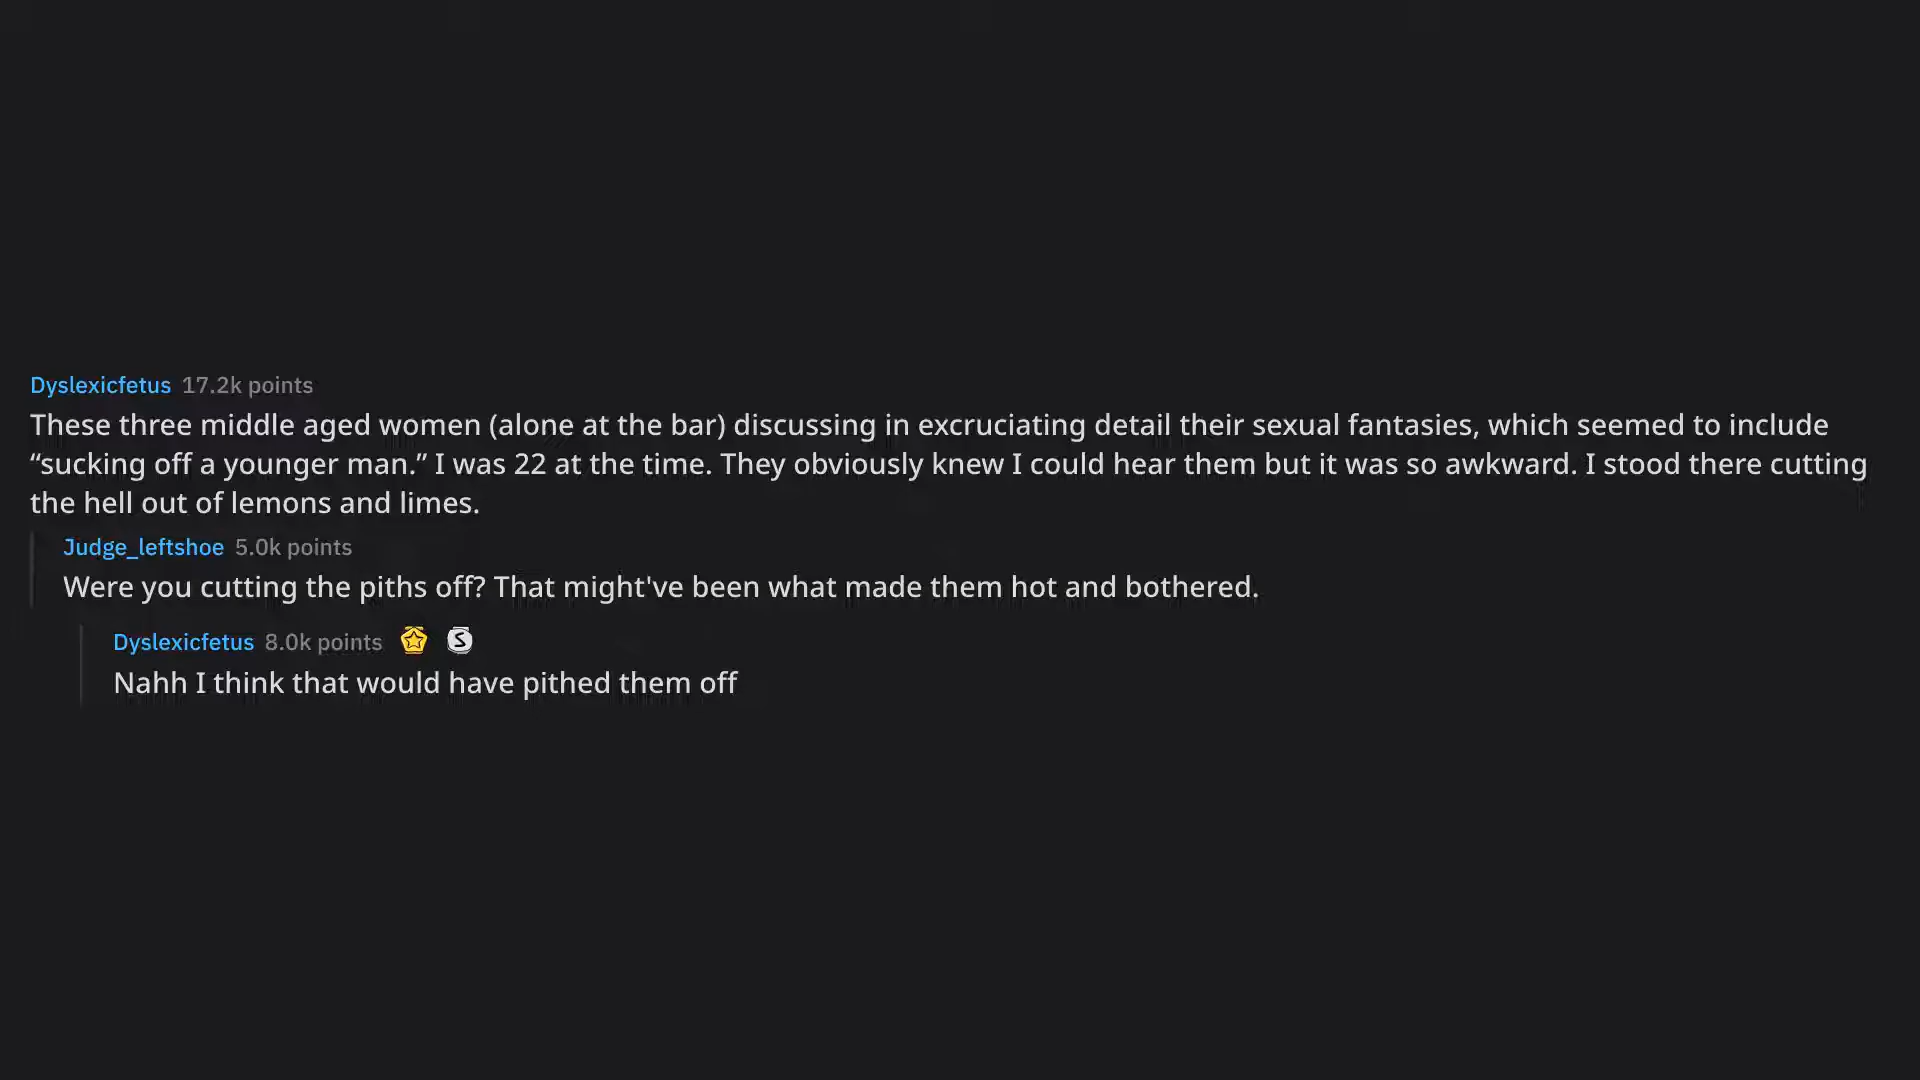 Dyslexicfetus 17.2k points
These three middle aged women (alone at the bar) discussing in excruciating detail their sexual fantasies, which seemed to include
“sucking off a younger man.” I was 22 at the time. They obviously knew I could hear them but it was so awkward. I stood there cutting
the hell out of lemons and limes.
Judge_leftshoe 5.0k points
Were you cutting the piths off? That might've been what made them hot and bothered.
Dyslexicfetus 8.0k points S
Nahh I think that would have pithed them off